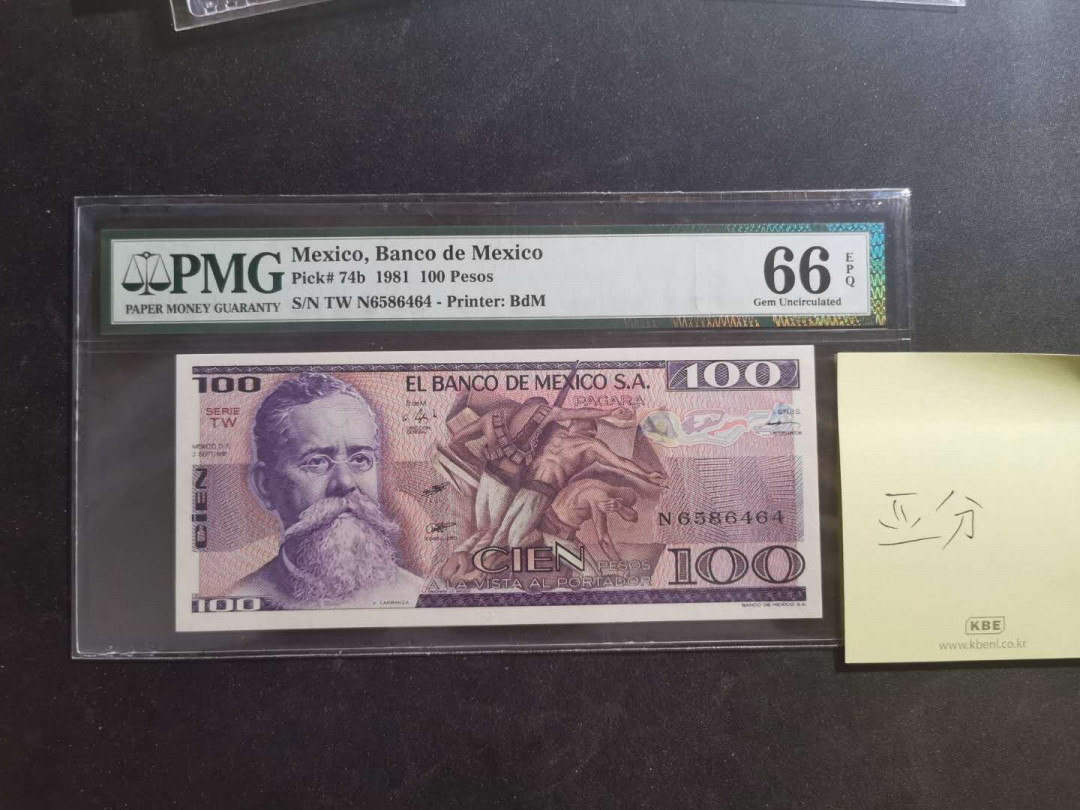 PMG
PAPER MONEY GUARANTY
Mexico, Banco de Mexico
Pick# 74b 1981 100 Pesos
S/N TW N6586464 - Printer: BdM
66
EPQ
Gem Uncirculated
100
EL BANCO DE MEXICO S.A.
100
PAGARA
SERIE
TW
MEXICO D.F.
CIEN
N6586464
CIEN
PESOS
100
A LA VISTA AL PORTADOR
100
V. CARRANZA
BANCO DE MEXICO S.A.
亚分
KBE
www.kbenl.co.kr